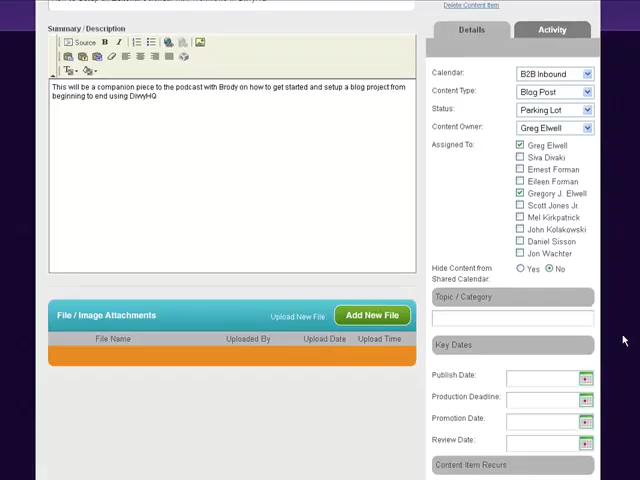 Delete Content Item
Summary / Description
Source B I
This will be a companion piece to the podcast with Brody on how to get started and setup a blog project from
beginning to end using DivvyHQ
File / Image Attachments
Upload New File
Add New File
File Name Uploaded By Upload Date Upload Time
Details
Activity
Calendar: B2B Inbound
Content Type: Blog Post
Status: Parking Lot
Content Owner: Greg Elwell
Assigned To: Greg Elwell
Siva Divaki
Ernest Forman
Eileen Forman
Gregory J. Elwell
Scott Jones Jr.
Mel Kirkpatrick
John Kolakowski
Daniel Sisson
Jon Wachter
Hide Content from
Shared Calendar:
Yes No
Topic / Category
Key Dates
Publish Date:
Production Deadline:
Promotion Date:
Review Date:
Content Item Recurs